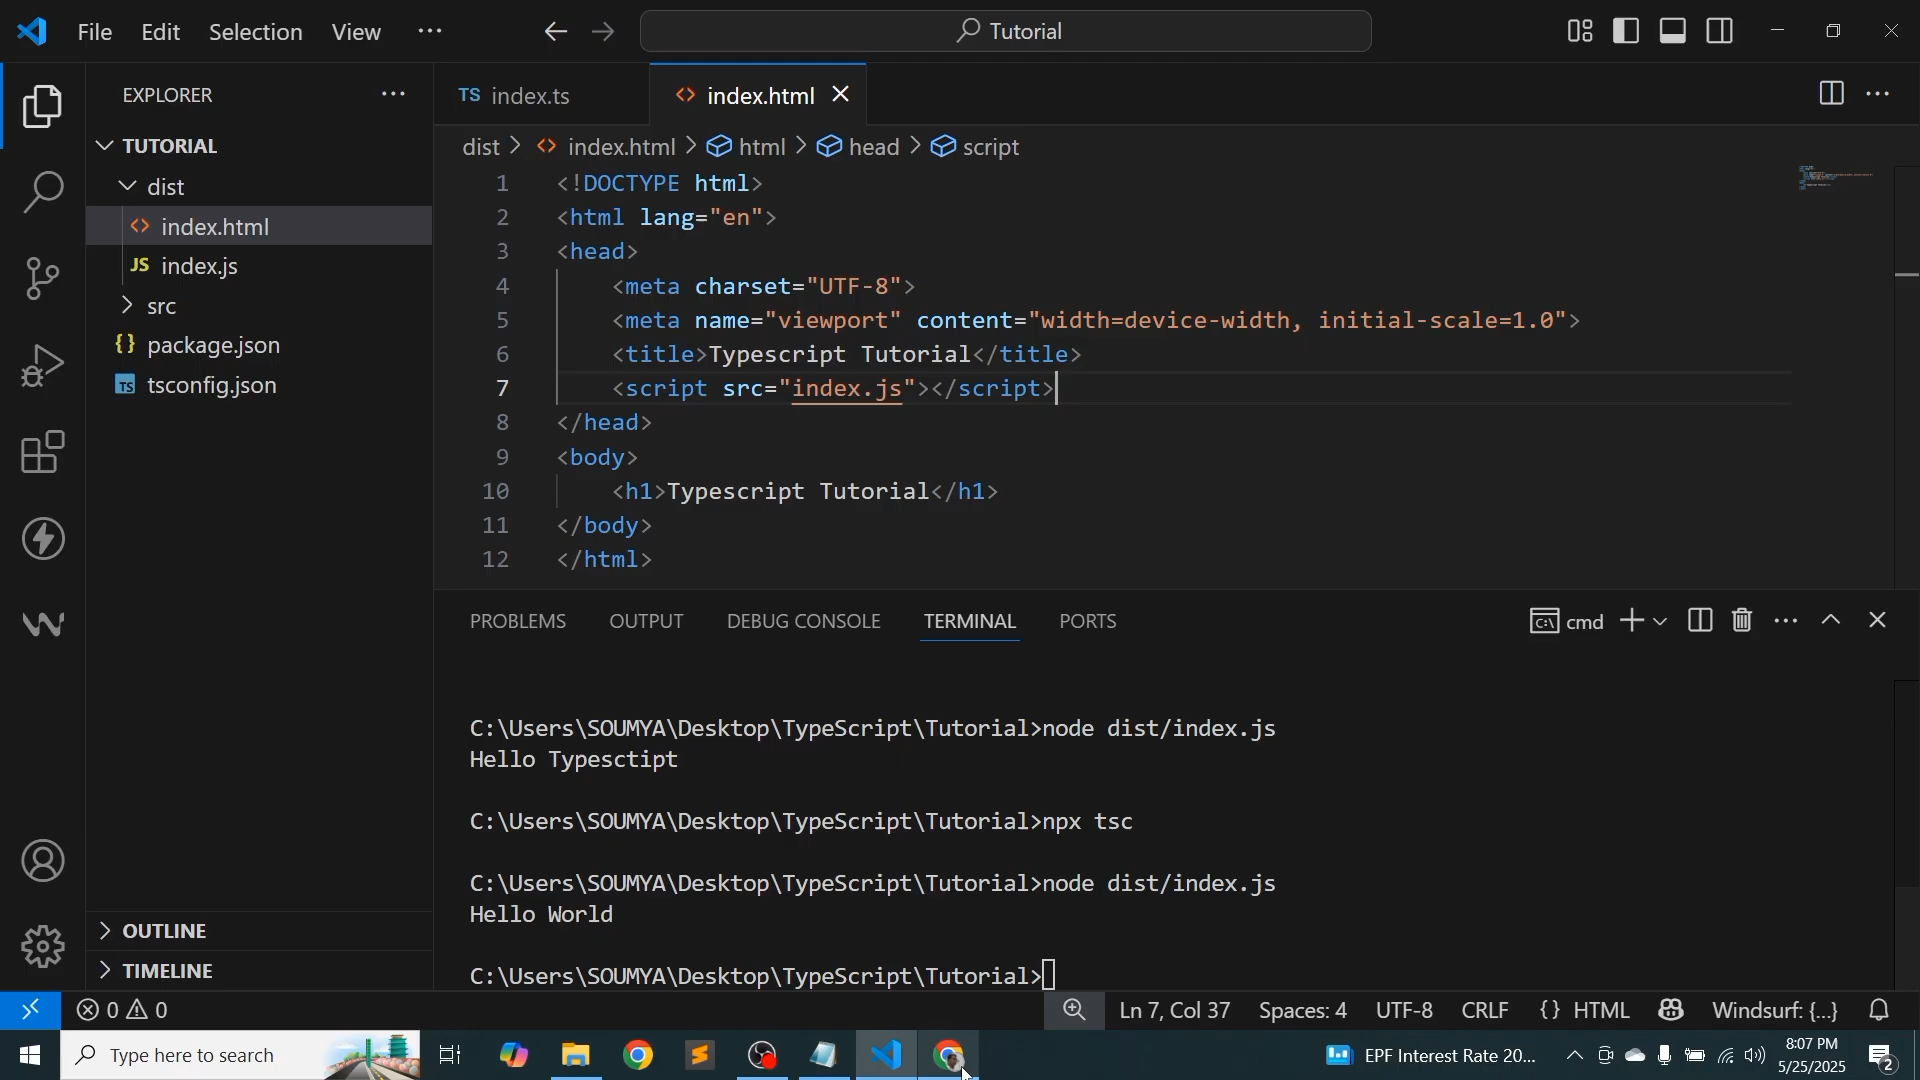 File Edit Selection View ··· Tutorial
EXPLORER ···
TUTORIAL
dist
index.html
JS index.js
src
{} package.json
TS tsconfig.json
OUTLINE
TIMELINE
TS index.ts
<> index.html
dist > <> index.html > html > head > script
1 <!DOCTYPE html>
2 <html lang="en">
3 <head>
4 <meta charset="UTF-8">
5 <meta name="viewport" content="width=device-width, initial-scale=1.0">
6 <title>Typescript Tutorial</title>
7 <script src="index.js"></script>
8 </head>
9 <body>
10 <h1>Typescript Tutorial</h1>
11 </body>
12 </html>
PROBLEMS OUTPUT DEBUG CONSOLE TERMINAL PORTS cmd
C:\Users\SOUMYA\Desktop\TypeScript\Tutorial>node dist/index.js
Hello Typesctipt
C:\Users\SOUMYA\Desktop\TypeScript\Tutorial>npx tsc
C:\Users\SOUMYA\Desktop\TypeScript\Tutorial>node dist/index.js
Hello World
C:\Users\SOUMYA\Desktop\TypeScript\Tutorial>
0 0 Ln 7, Col 37 Spaces: 4 UTF-8 CRLF {} HTML Windsurf: {...}
Type here to search EPF Interest Rate 20... 8:07 PM
5/25/2025
2